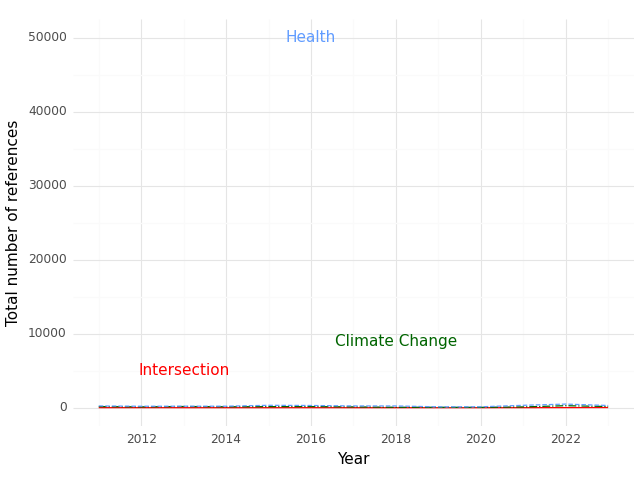 Total number of references
50000
40000
30000
20000
10000
0
Health
Climate Change
Intersection
2012
2014
2016
2018
2020
2022
Year